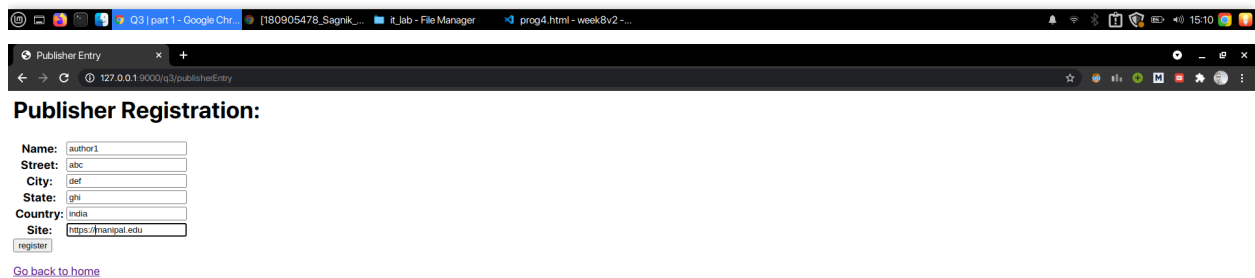 Q3 | part 1 - Google Chr... [180905478_Sagnik_... it_lab - File Manager prog4.html - week8v2 -... 15:10
Publisher Entry
127.0.0.1:9000/q3/publisherEntry
Publisher Registration:
Name: author1
Street: abc
City: def
State: ghi
Country: india
Site: https://manipal.edu
register
Go back to home